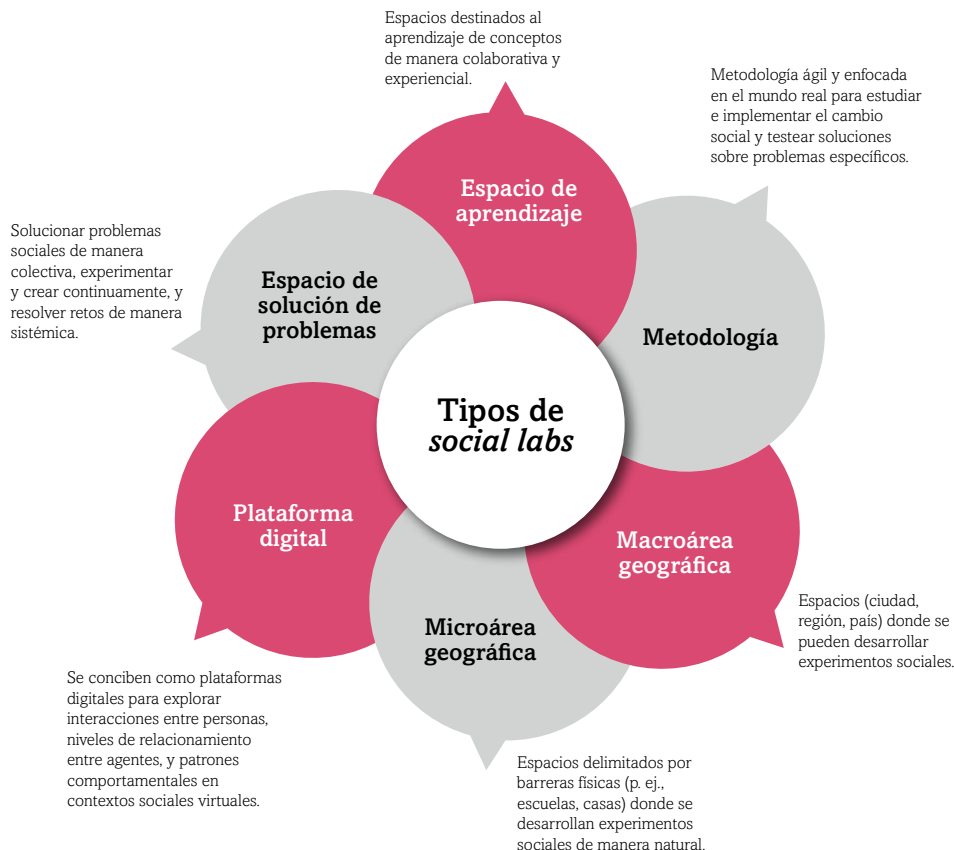 Espacios destinados al
aprendizaje de conceptos
de manera colaborativa y
experiencial.
Metodología ágil y enfocada
en el mundo real para estudiar
e implementar el cambio
social y testear soluciones
sobre problemas específicos.
Espacio de
aprendizaje
Solucionar problemas
sociales de manera
colectiva, experimentar
y crear continuamente, y
resolver retos de manera
sistémica.
Espacio de
solución de
problemas
Metodología
Tipos de
social labs
Plataforma
digital
Macroárea
geográfica
Microárea
geográfica
Espacios (ciudad,
región, país) donde se
pueden desarrollar
experimentos sociales.
Se conciben como plataformas
digitales para explorar
interacciones entre personas,
niveles de relacionamiento
entre agentes, y patrones
comportamentales en
contextos sociales virtuales.
Espacios delimitados por
barreras físicas (p. ej.,
escuelas, casas) donde se
desarrollan experimentos
sociales de manera natural.